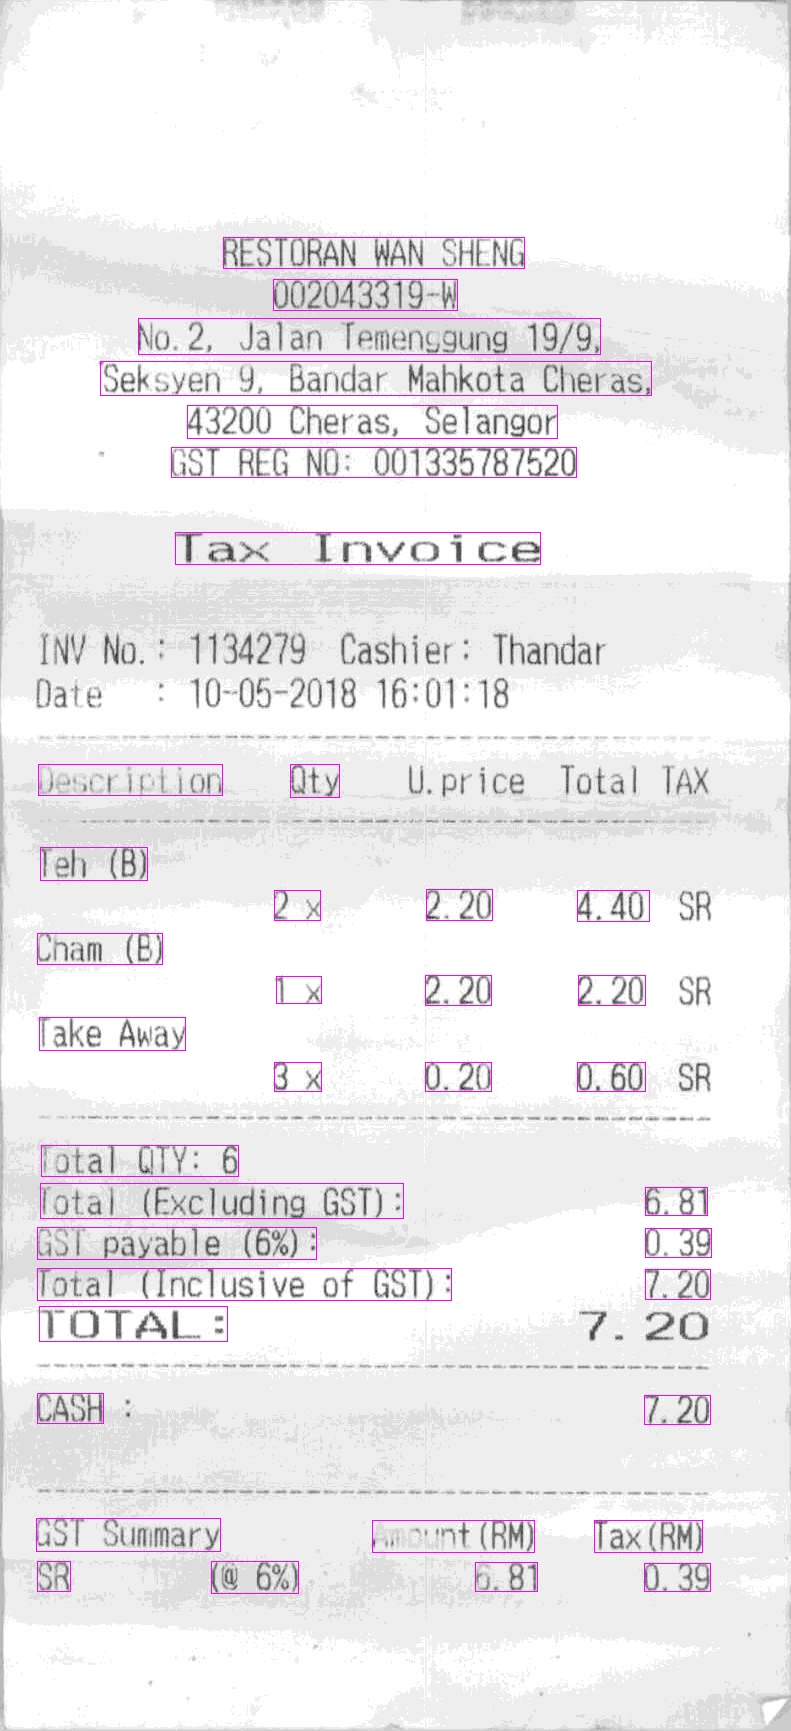 RESTORAN WAN SHENG
002043319-W
No.2, Jalan Temenggung 19/9,
Seksyen 9, Bandar Mahkota Cheras,
43200 Cheras, Selangor
GST REG NO: 001335787520
Tax Invoice
INV No.: 1134279 Cashier: Thandar
Date : 10-05-2018 16:01:18
Description Qty U.price Total TAX
Teh (B)
2 x 2.20 4.40 SR
Cham (B)
1 x 2.20 2.20 SR
Take Away
3 x 0.20 0.60 SR
Total QTY: 6
Total (Excluding GST): 6.81
GST payable (6%): 0.39
Total (Inclusive of GST): 7.20
TOTAL: 7.20
CASH : 7.20
GST Summary Amount(RM) Tax(RM)
SR (@ 6%) 6.81 0.39